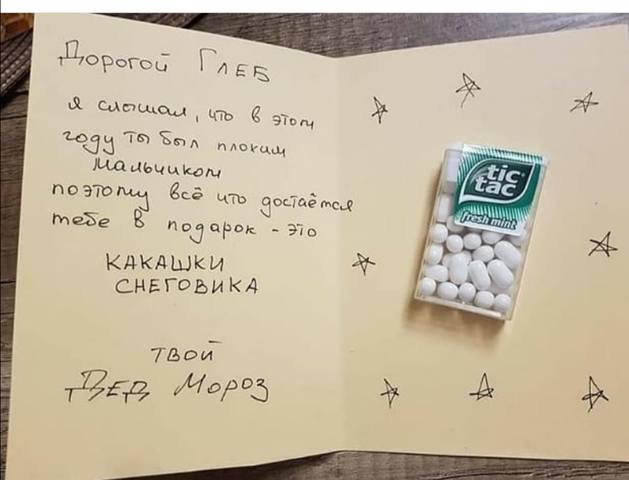 Дорогой Глеб
я слышал, что в этом
году ты был плохим
мальчиком
поэтому всё что достаётся
тебе в подарок - это
КАКАШКИ
СНЕГОВИКА
ТВОЙ
ДЕД Мороз
tic
tac
fresh mint